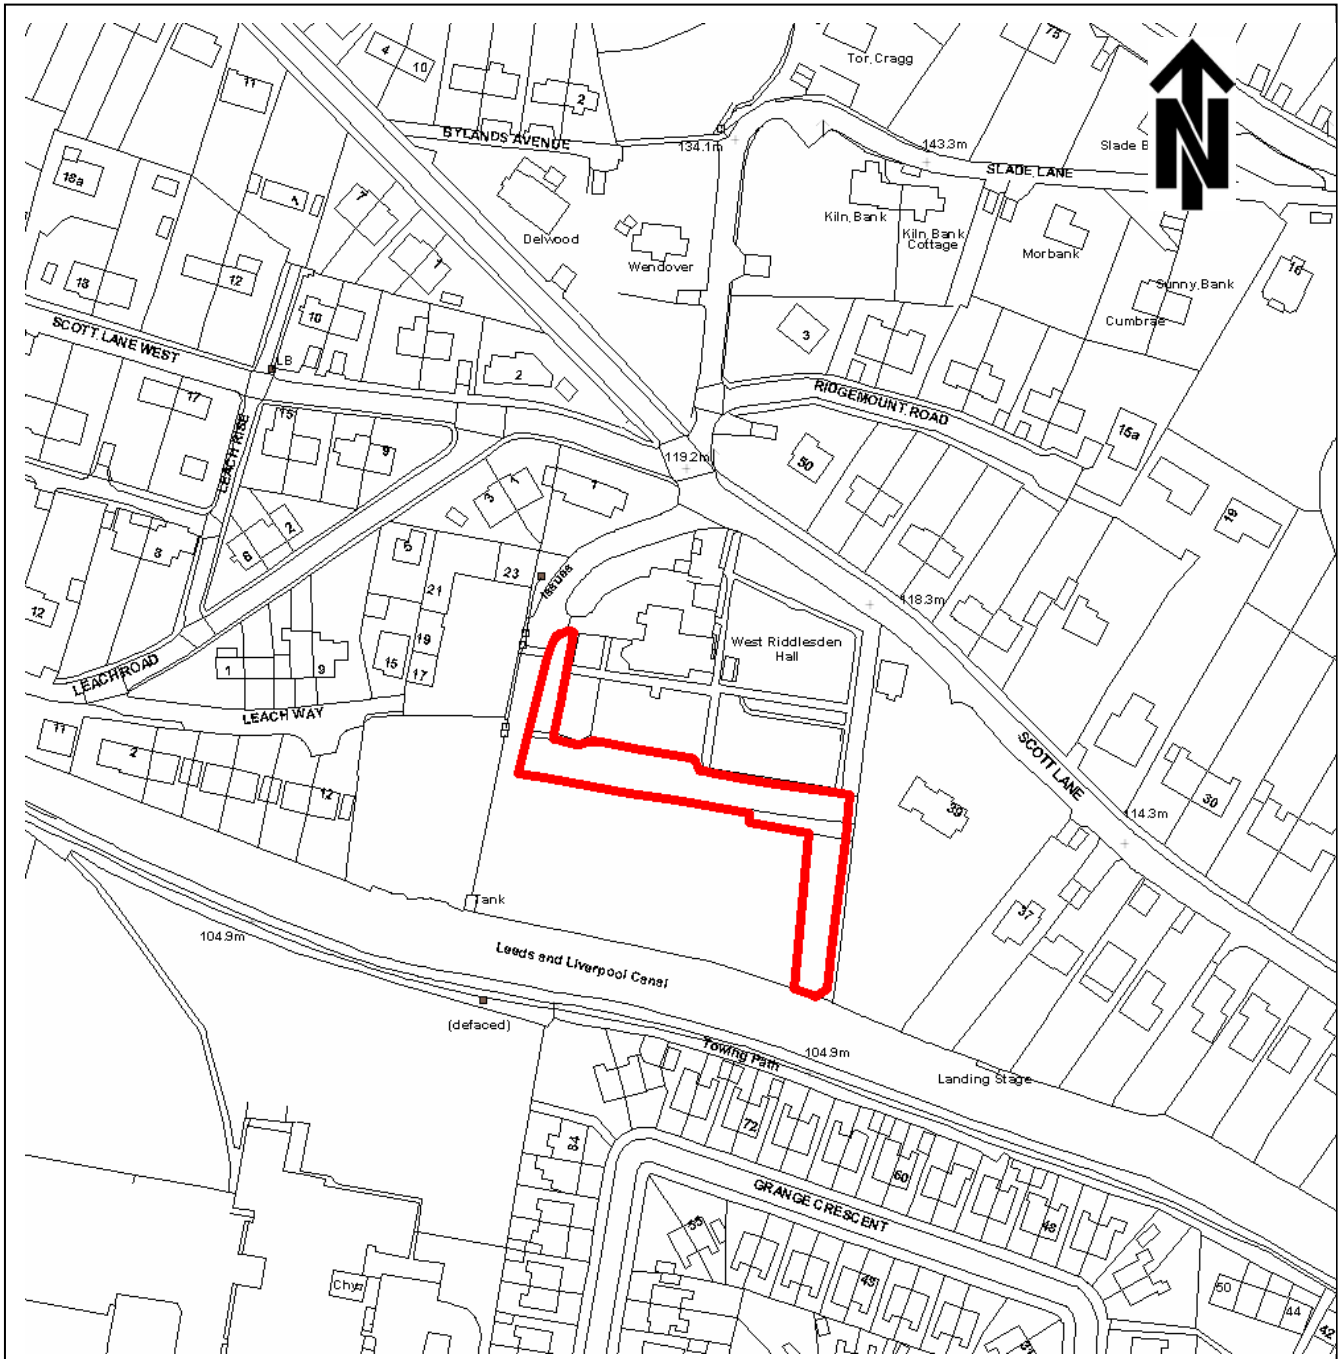 75
Tor, Cragg
4
10
11
2
BYLANDS AVENUE
134.1m
143.3m
Slade B
SLADE LANE
N
18a
7
7
1
Delwood
Wendover
Kiln, Bank
Kiln, Bank
Cottage
Morbank
16
Sunny, Bank
Cumbrae
18
12
10
SCOTT LANE WEST
LB
2
3
RIDGEMOUNT ROAD
17
LEACH RISE
15
9
15a
119.2m
50
3
1
1
19
8
6
2
5
23
Issues
21
12
118.3m
19
West Riddlesden
Hall
15
17
1
9
LEACH ROAD
LEACH WAY
11
2
12
SCOTT LANE
39
30
114.3m
Tank
37
104.9m
Leeds and Liverpool Canal
(defaced)
Towing Path
104.9m
Landing Stage
72
84
60
GRANGE CRESCENT
48
55
Chy
45
50
44
42